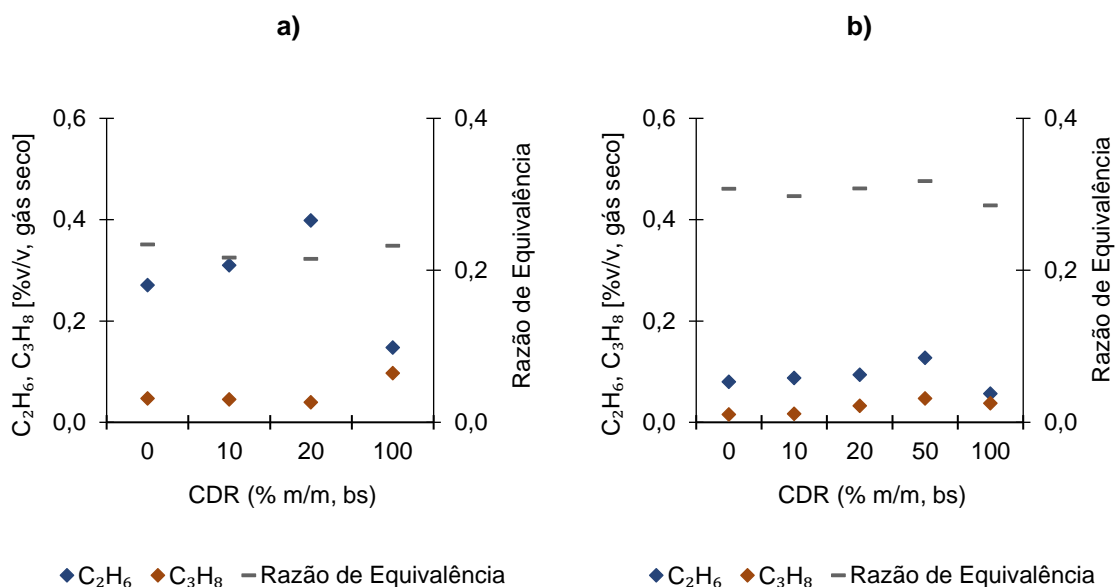 a)
C₂H₆, C₃H₈ [%v/v, gás seco]
0,6
0,4
0,2
0,0
0,4
0,2
0,0
Razão de Equivalência
0 10 20 100
CDR (% m/m, bs)
C₂H₆ C₃H₈ Razão de Equivalência
b)
C₂H₆, C₃H₈ [%v/v, gás seco]
0,6
0,4
0,2
0,0
0,4
0,2
0,0
Razão de Equivalência
0 10 20 50 100
CDR (% m/m, bs)
C₂H₆ C₃H₈ Razão de Equivalência